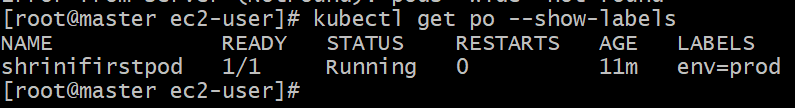 [root@master ec2-user]# kubectl get po --show-labels
NAME READY STATUS RESTARTS AGE LABELS
shrinifirstpod 1/1 Running 0 11m env=prod
[root@master ec2-user]#